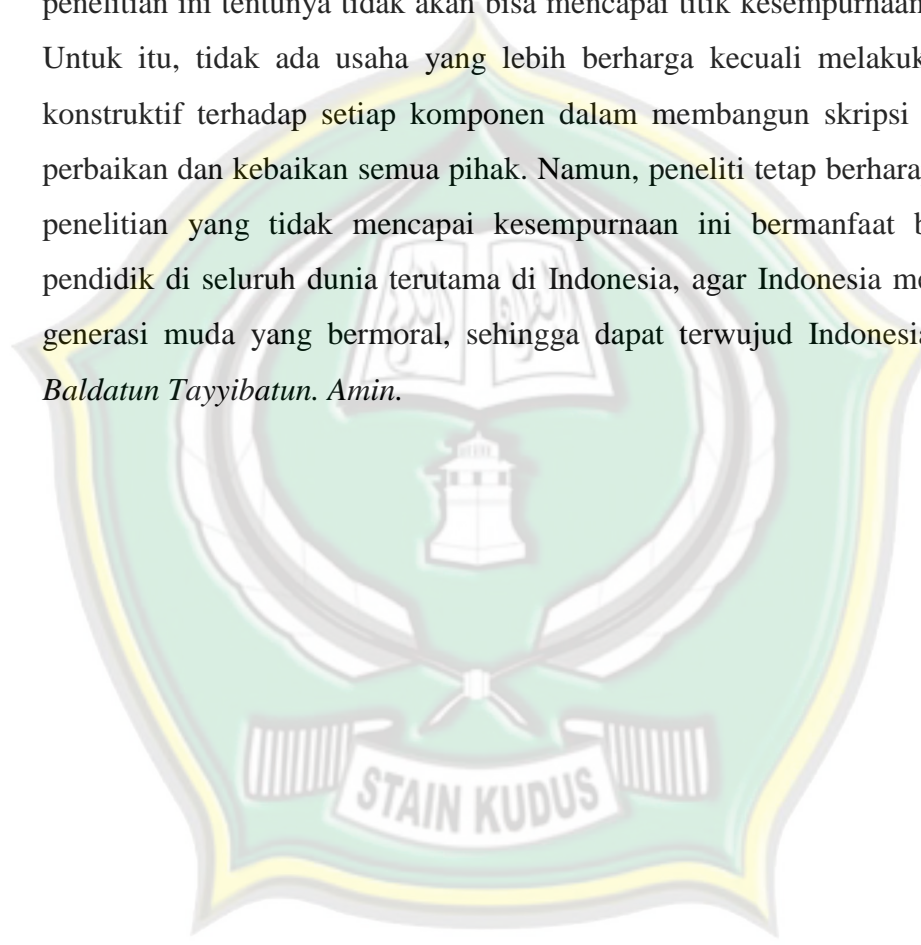 penelitian ini tentunya tidak akan bisa mencapai titik kesempurnaan
Untuk itu, tidak ada usaha yang lebih berharga kecuali
konstruktif terhadap setiap komponen dalam membangun skripsi
perbaikan dan kebaikan semua pihak. Namun, peneliti tetap
penelitian yang tidak mencapai kesempurnaan ini bermanfaat
pendidik di seluruh dunia terutama di Indonesia, agar Indonesia
generasi muda yang bermoral, sehingga dapat terwujud Indonesia
Baldatun Tayyibatun. Amin.
STAIN KUDUS